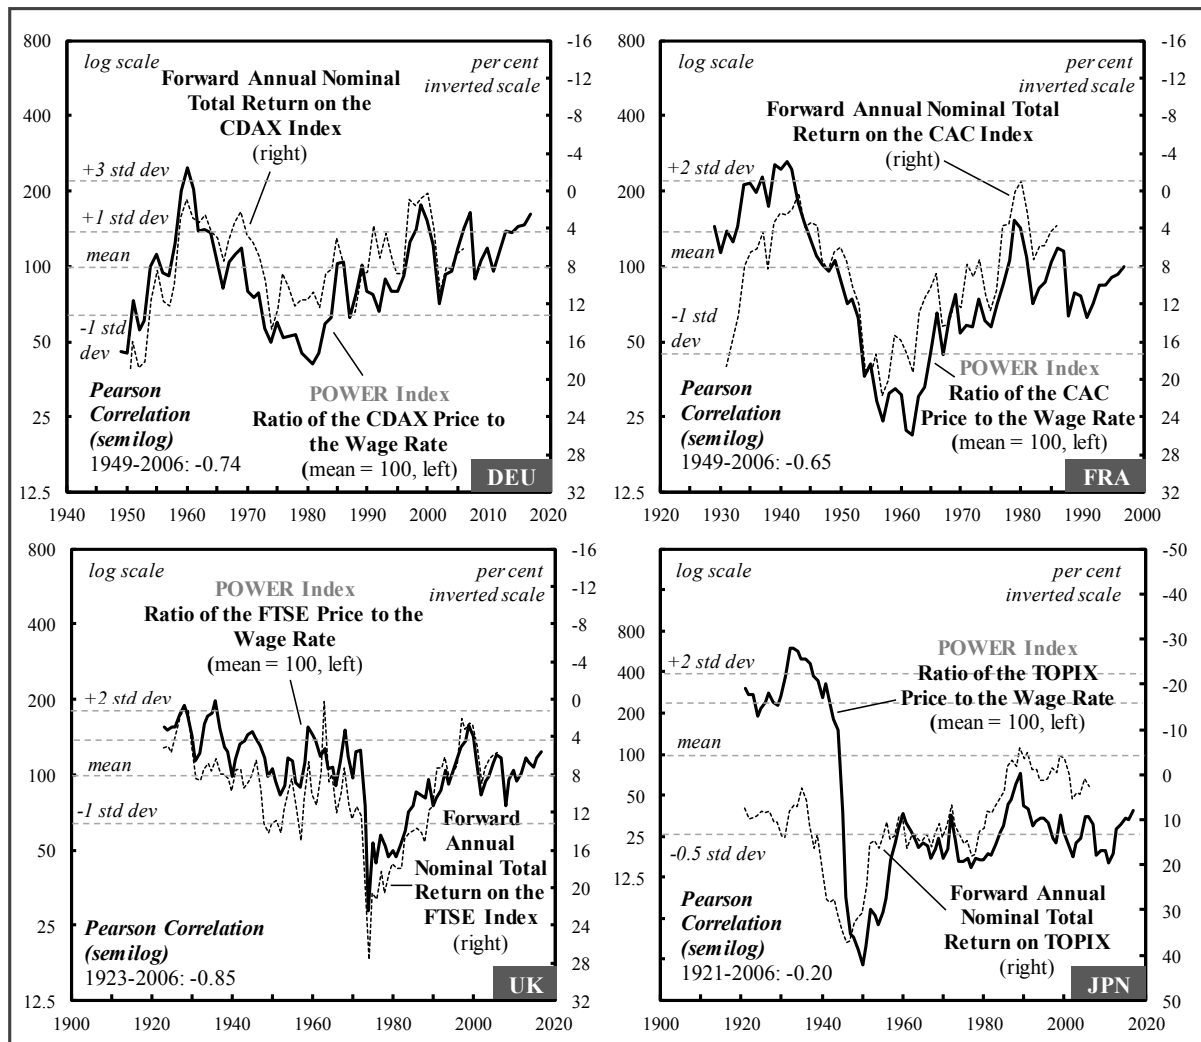 800
400
200
100
50
25
12.5
log scale
Forward Annual Nominal
Total Return on the
CDAX Index
(right)
per cent
inverted scale
+3 std dev
+1 std dev
mean
-1 std
dev
Pearson
Correlation
(semilog)
1949-2006: -0.74
POWER Index
Ratio of the CDAX Price to
the Wage Rate
(mean = 100, left)
DEU
-16
-12
-8
-4
0
4
8
12
16
20
24
28
32
1940 1950 1960 1970 1980 1990 2000 2010 2020
800
400
200
100
50
25
12.5
log scale
per cent
inverted scale
Forward Annual Nominal Total
Return on the CAC Index
(right)
+2 std dev
mean
-1 std
dev
Pearson
Correlation
(semilog)
1949-2006: -0.65
POWER Index
Ratio of the CAC
Price to the Wage Rate
(mean = 100, left)
FRA
-16
-12
-8
-4
0
4
8
12
16
20
24
28
32
1920 1930 1940 1950 1960 1970 1980 1990 2000
800
400
200
100
50
25
12.5
log scale
POWER Index
Ratio of the FTSE Price to the
Wage Rate
(mean = 100, left)
per cent
inverted scale
+2 std dev
mean
-1 std dev
Forward
Annual
Nominal Total
Return on the
FTSE Index
(right)
Pearson Correlation
(semilog)
1923-2006: -0.85
UK
-16
-12
-8
-4
0
4
8
12
16
20
24
28
32
1900 1920 1940 1960 1980 2000 2020
800
400
200
100
50
25
12.5
log scale
per cent
inverted scale
+2 std dev
POWER Index
Ratio of the TOPIX
Price to the Wage Rate
(mean = 100, left)
mean
-0.5 std dev
Pearson
Correlation
(semilog)
1921-2006: -0.20
Forward Annual
Nominal Total
Return on TOPIX
(right)
JPN
-50
-40
-30
-20
-10
0
10
20
30
40
50
1900 1920 1940 1960 1980 2000 2020